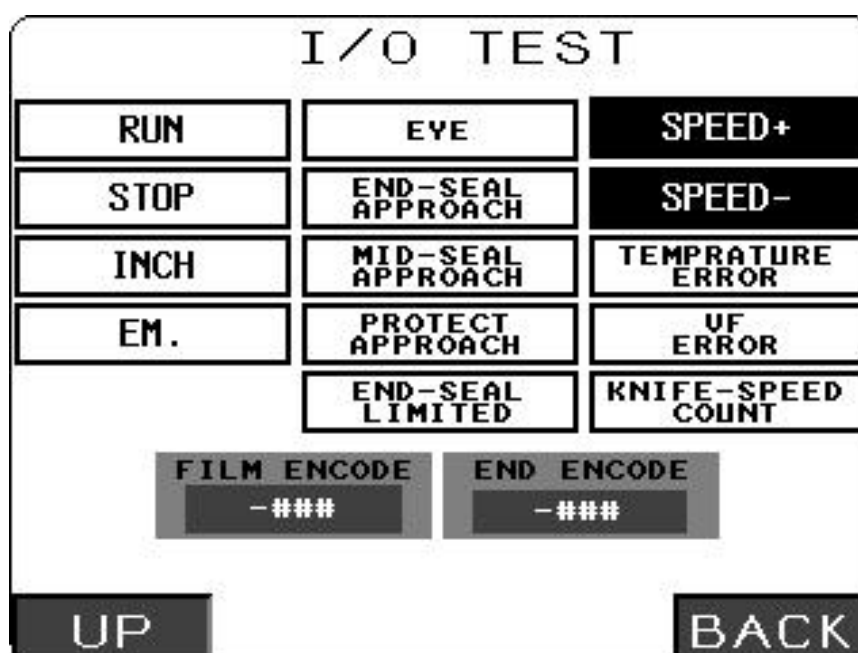 I/O TEST
RUN
EYE
SPEED+
STOP
END-SEAL
APPROACH
SPEED-
INCH
MID-SEAL
APPROACH
TEMPRATURE
ERROR
EM.
PROTECT
APPROACH
VF
ERROR
END-SEAL
LIMITED
KNIFE-SPEED
COUNT
FILM ENCODE
-###
END ENCODE
-###
UP
BACK